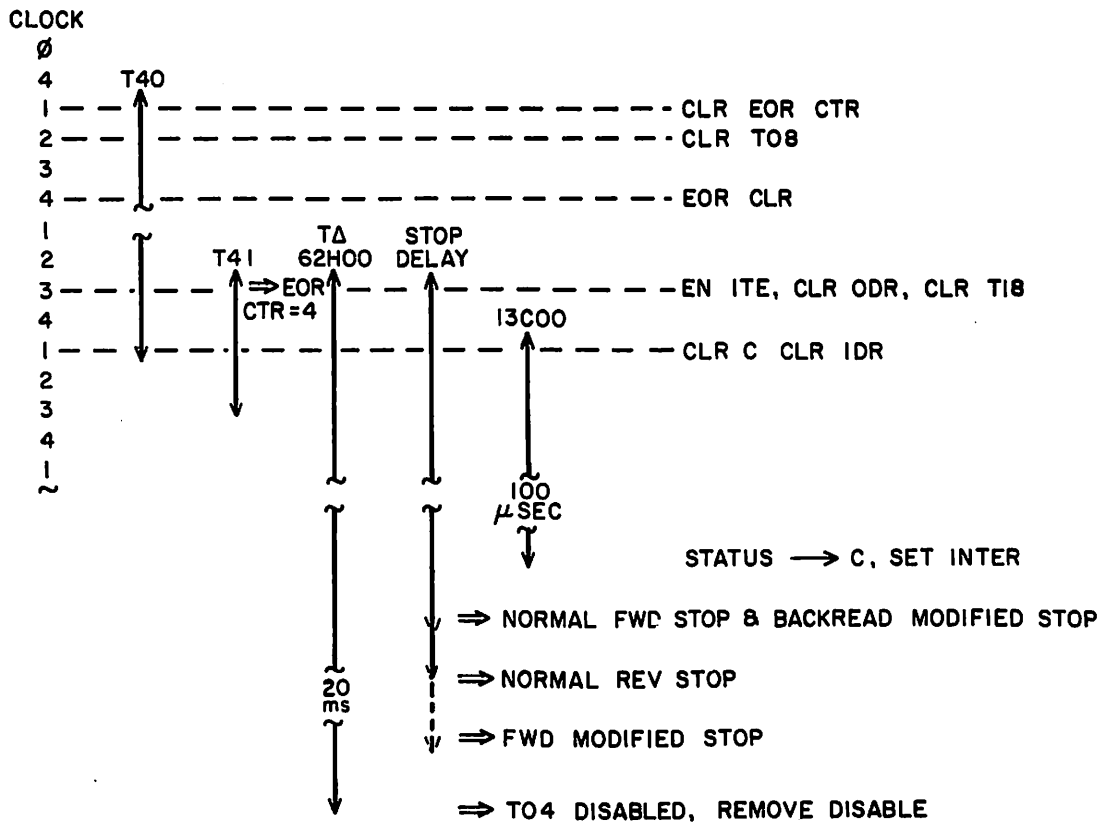 CLOCK
Ø
4 T40
1 CLR EOR CTR
2 CLR T08
3
4 EOR CLR
1 TΔ STOP
2 T41 62H00 DELAY
3 ⇒ EOR EN ITE, CLR ODR, CLR T18
CTR=4
4 13C00
1 CLR C CLR IDR
2
3
4
1
~
100
μSEC
STATUS → C, SET INTER
⇒ NORMAL FWD STOP & BACKREAD MODIFIED STOP
20 ⇒ NORMAL REV STOP
ms
⇒ FWD MODIFIED STOP
⇒ T04 DISABLED, REMOVE DISABLE